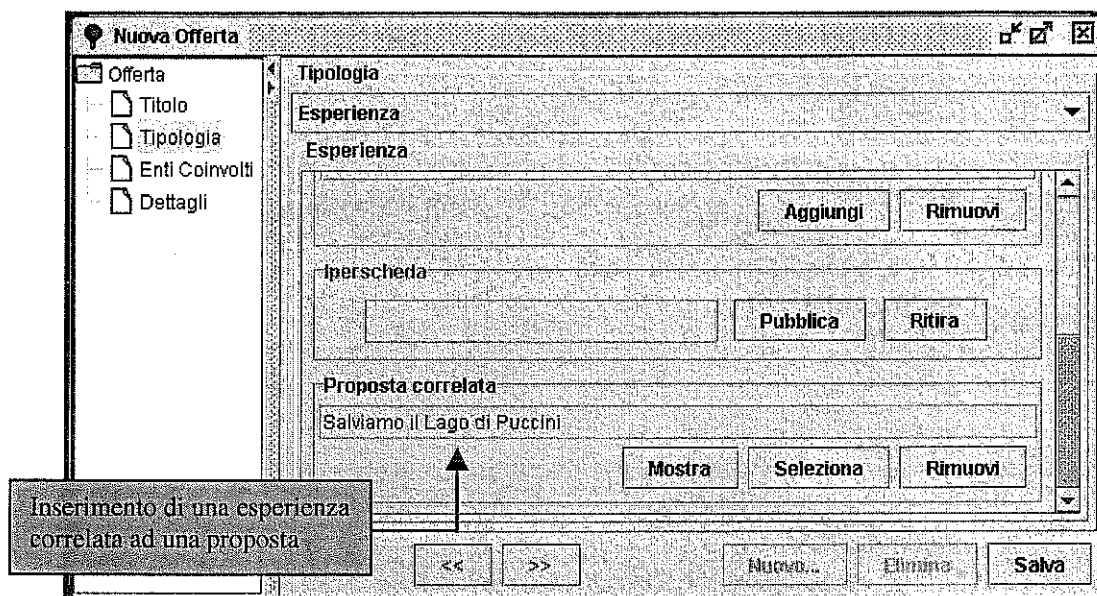 Nuova Offerta
Offerta
Titolo
Tipologia
Enti Coinvolti
Dettagli
Tipologia
Esperienza
Esperienza
Aggiungi Rimuovi
Iperscheda
Pubblica Ritira
Proposta correlata
Salviamo il Lago di Puccini
Mostra Seleziona Rimuovi
Inserimento di una esperienza
correlata ad una proposta
<< >> Nuovo... Elimina Salva